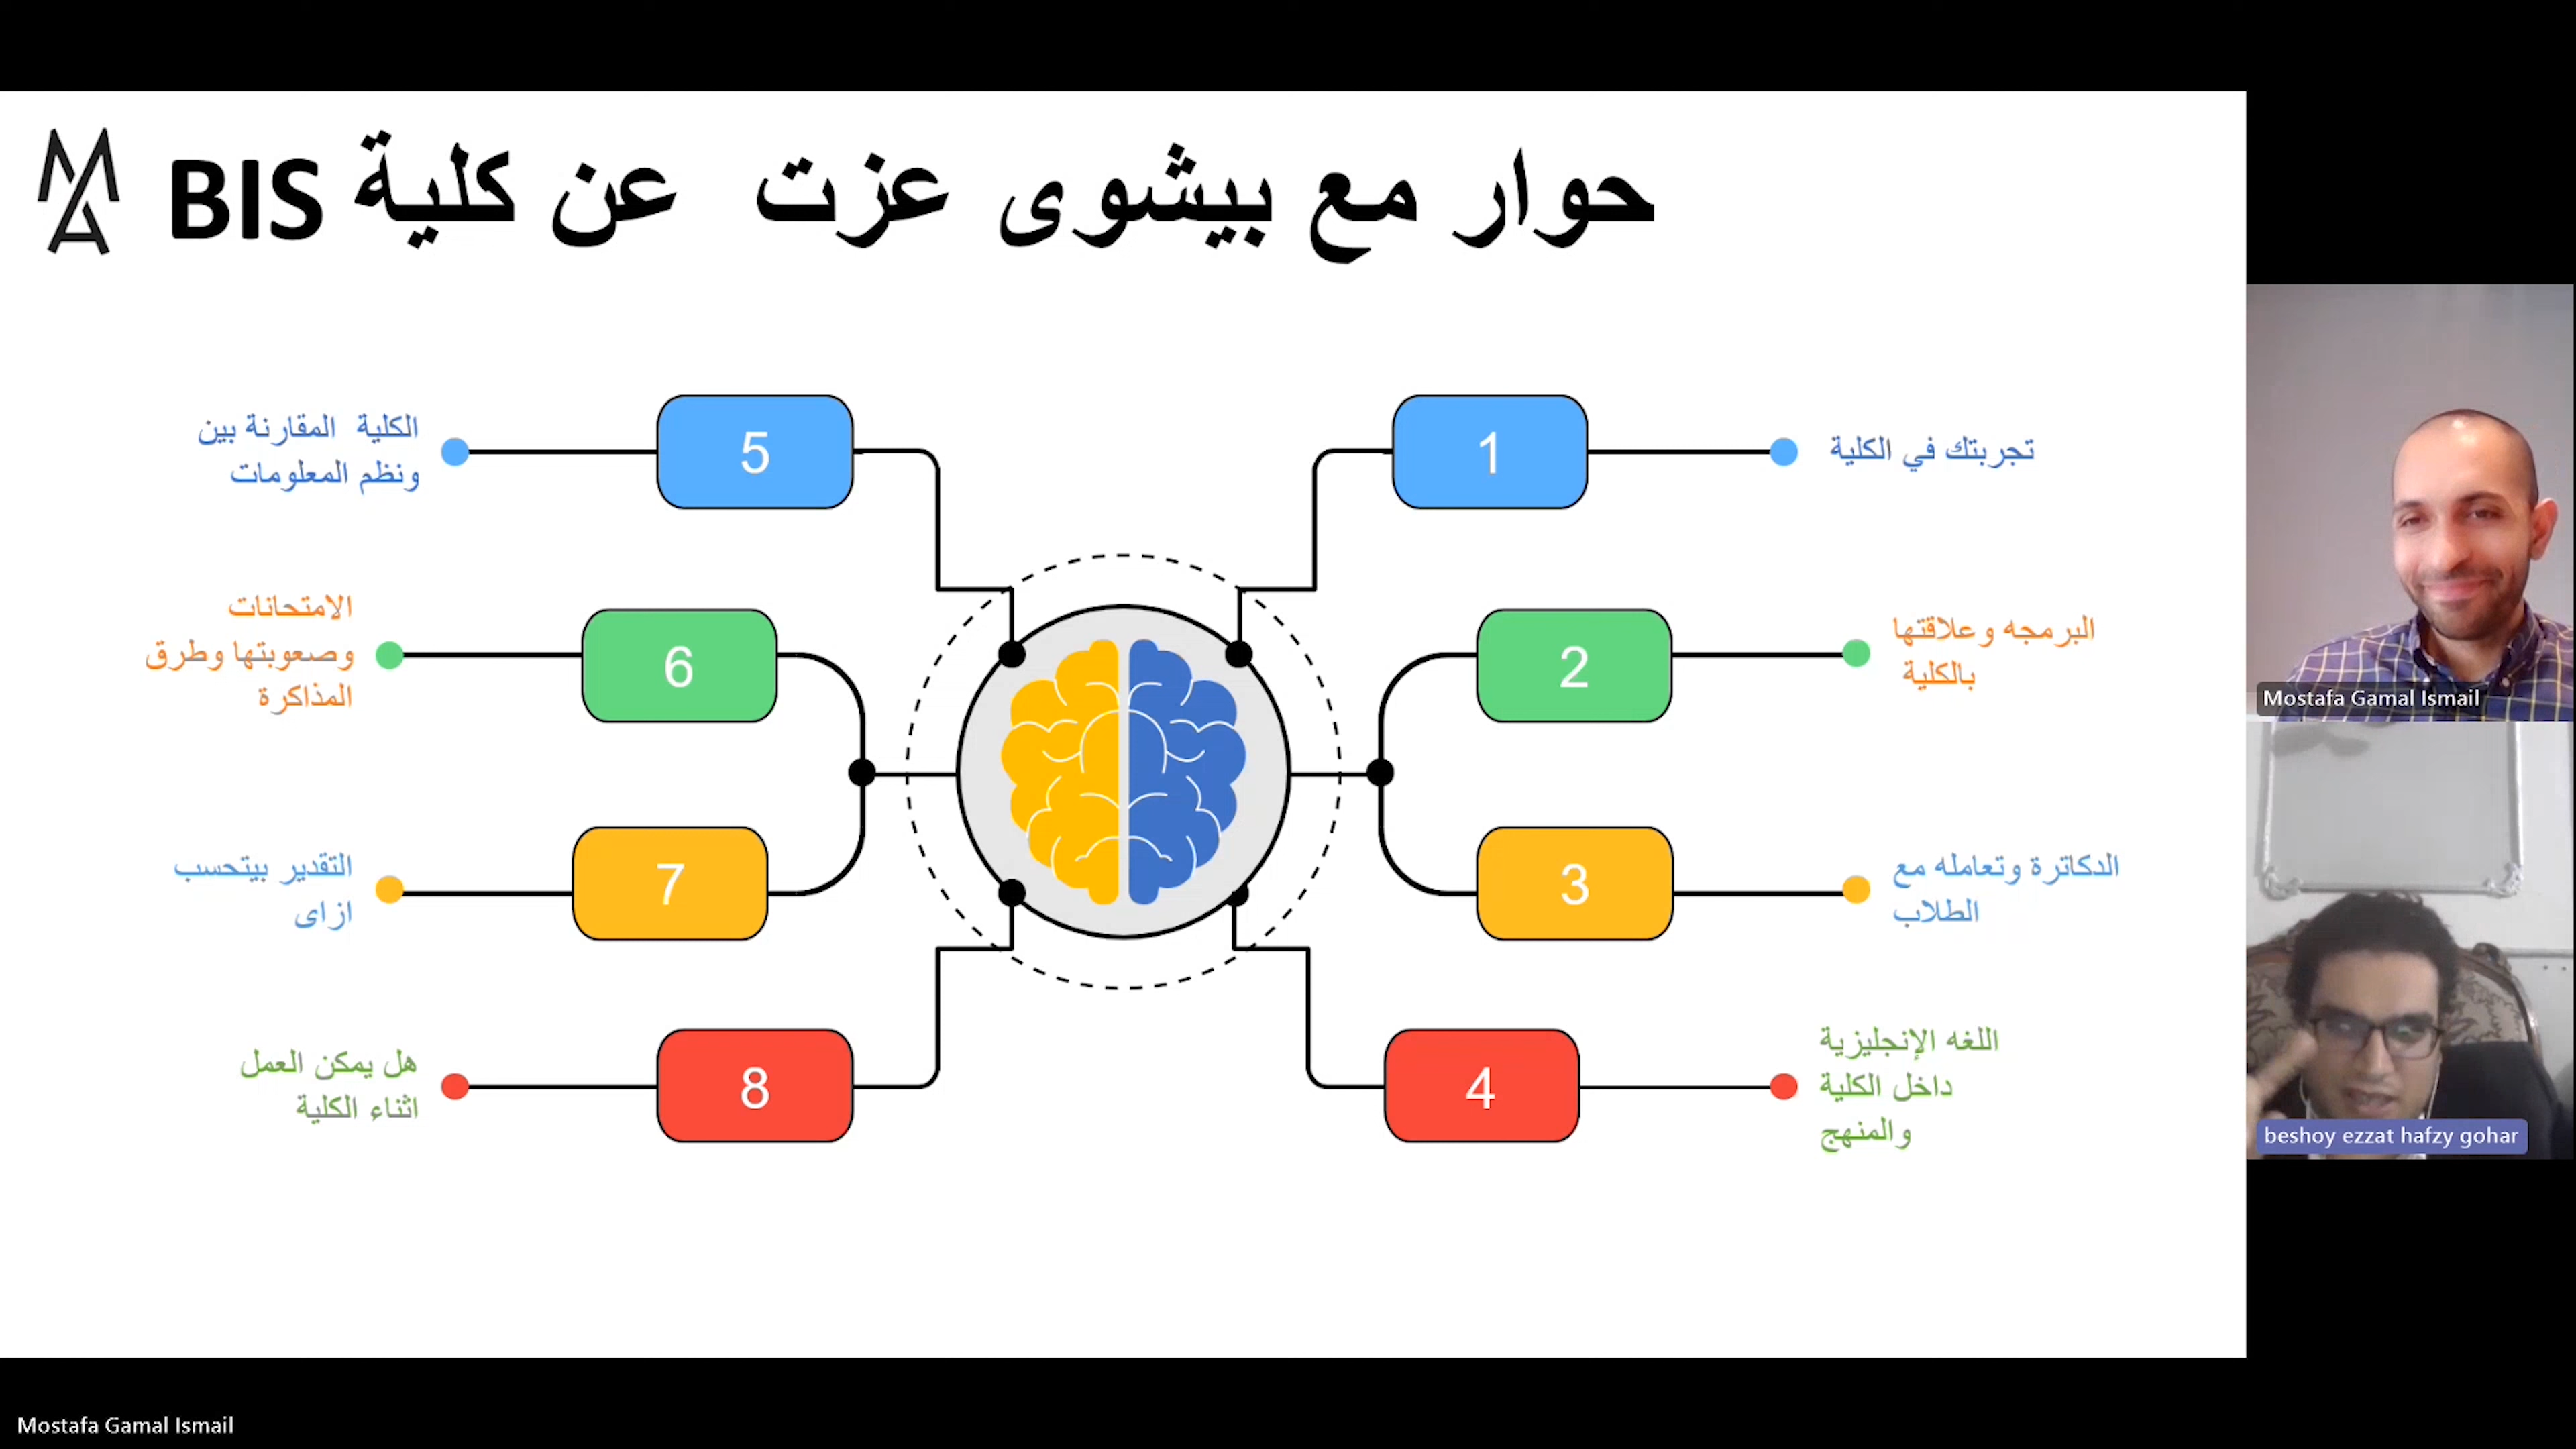 حوار مع بيشوى عزت عن كلية BIS
1
تجربتك في الكلية
2
البرمجه وعلاقتها
بالكلية
3
الدكاترة وتعامله مع
الطلاب
4
اللغه الإنجليزية
داخل الكلية
والمنهج
5
الكلية المقارنة بين
ونظم المعلومات
6
الامتحانات
وصعوبتها وطرق
المذاكرة
7
التقدير بيتحسب
ازاى
8
هل يمكن العمل
اثناء الكلية
Mostafa Gamal Ismail
beshoy ezzat hafzy gohar
Mostafa Gamal Ismail